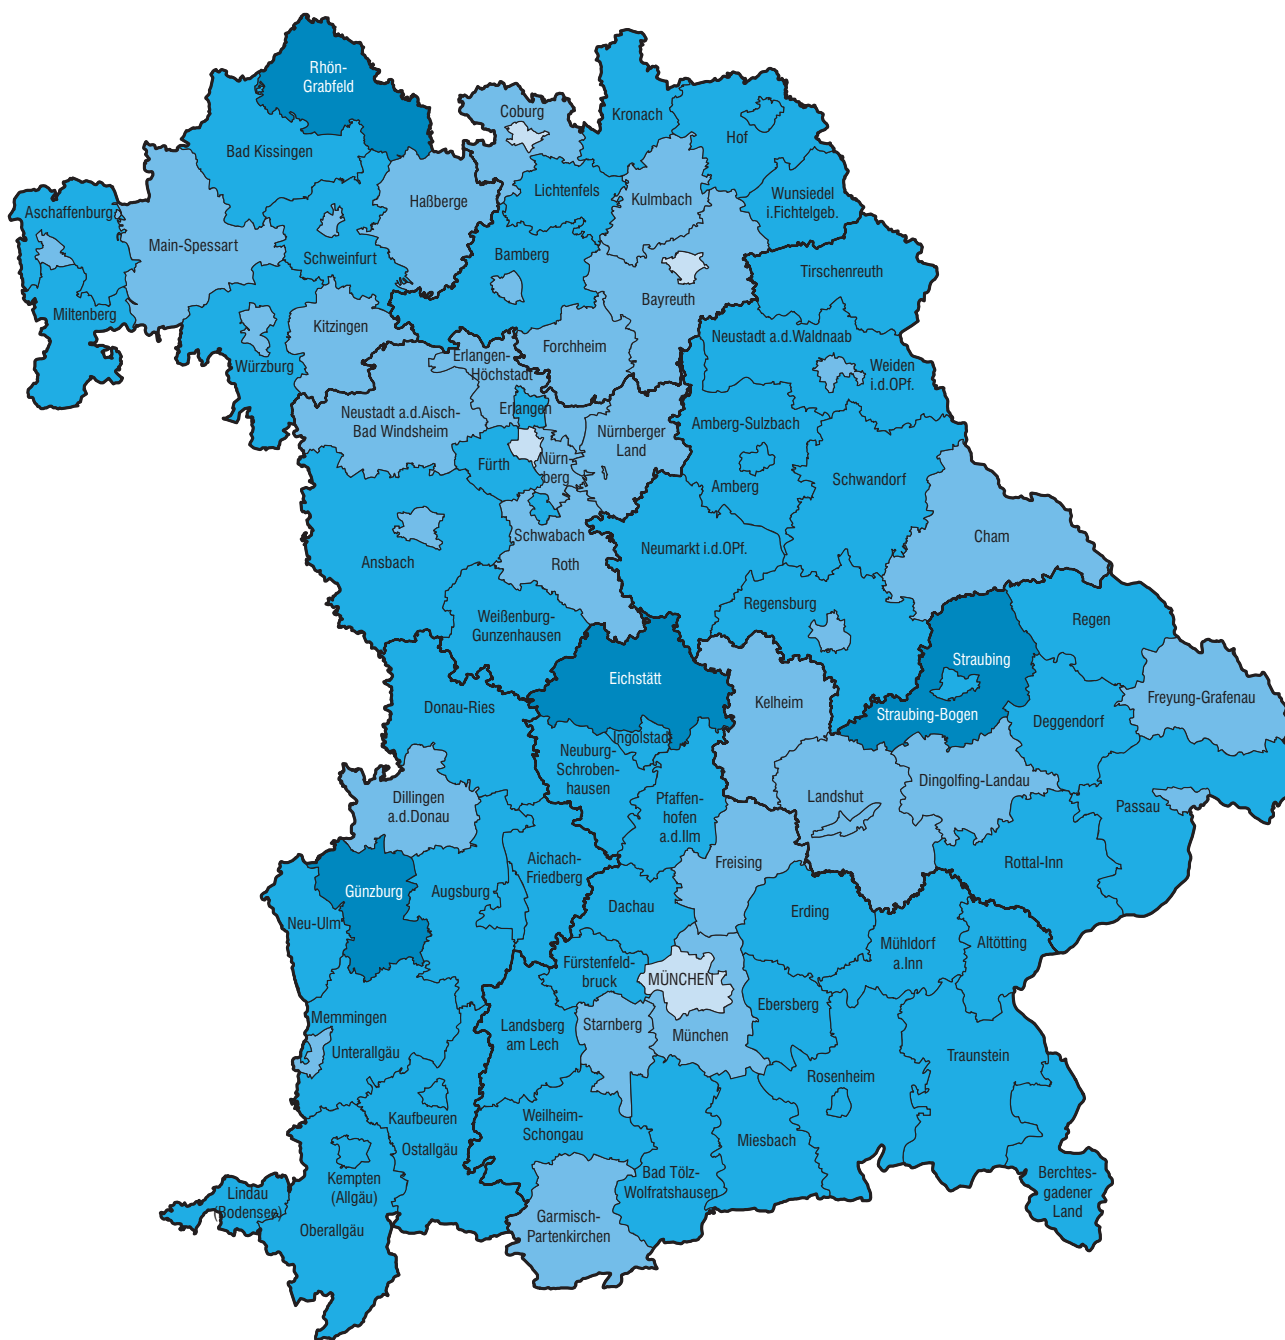 Rhön-
Grabfeld
Coburg
Kronach
Hof
Bad Kissingen
Lichtenfels
Kulmbach
Wunsiedel
i.Fichtelgeb.
Haßberge
Aschaffenburg
Main-Spessart
Schweinfurt
Bamberg
Tirschenreuth
Bayreuth
Miltenberg
Kitzingen
Neustadt a.d.Waldnaab
Forchheim
Erlangen-
Höchstadt
Würzburg
Weiden
i.d.OPf.
Erlangen
Neustadt a.d.Aisch-
Bad Windsheim
Nürnberger
Land
Amberg-Sulzbach
Fürth
Nürn-
berg
Amberg
Schwandorf
Schwabach
Cham
Neumarkt i.d.OPf.
Ansbach
Roth
Regensburg
Weißenburg-
Gunzenhausen
Regen
Straubing
Eichstätt
Kelheim
Freyung-Grafenau
Donau-Ries
Straubing-Bogen
Deggendorf
Ingolstadt
Neuburg-
Schroben-
hausen
Dingolfing-Landau
Dillingen
a.d.Donau
Pfaffen-
hofen
a.d.Ilm
Landshut
Passau
Freising
Aichach-
Friedberg
Rottal-Inn
Günzburg
Augsburg
Dachau
Erding
Neu-Ulm
Mühldorf
a.Inn
Altötting
Fürstenfeld-
bruck
MÜNCHEN
Ebersberg
Memmingen
Landsberg
am Lech
Starnberg
München
Unterallgäu
Traunstein
Rosenheim
Kaufbeuren
Weilheim-
Schongau
Miesbach
Ostallgäu
Bad Tölz-
Wolfratshausen
Kempten
(Allgäu)
Berchtes-
gadener
Land
Lindau
(Bodensee)
Garmisch-
Partenkirchen
Oberallgäu